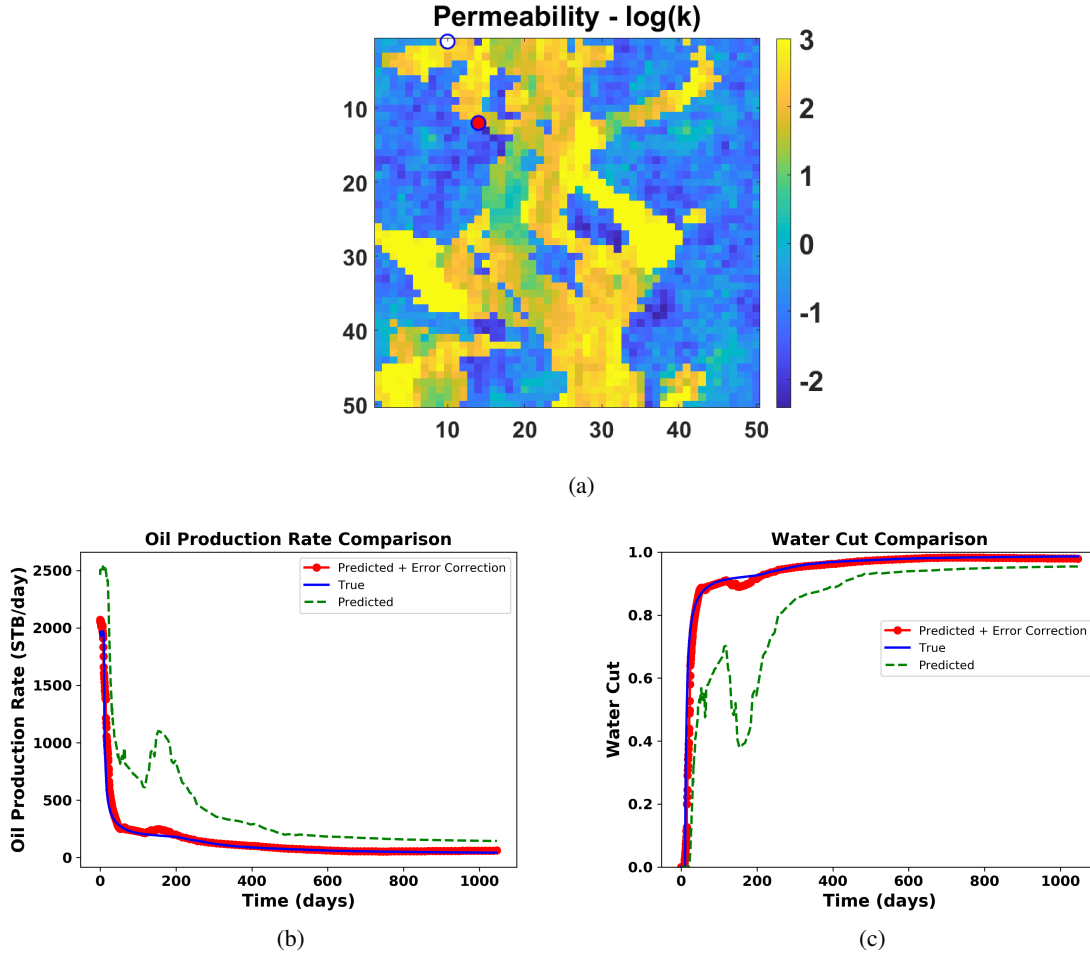 Permeability - log(k)
10
20
30
40
50
10
20
30
40
50
3
2
1
0
-1
-2
(a)
Oil Production Rate Comparison
Predicted + Error Correction
True
Predicted
Oil Production Rate (STB/day)
2500
2000
1500
1000
500
0
0
200
400
600
800
1000
Time (days)
(b)
Water Cut Comparison
Predicted + Error Correction
True
Predicted
Water Cut
1.0
0.8
0.6
0.4
0.2
0.0
0
200
400
600
800
1000
Time (days)
(c)